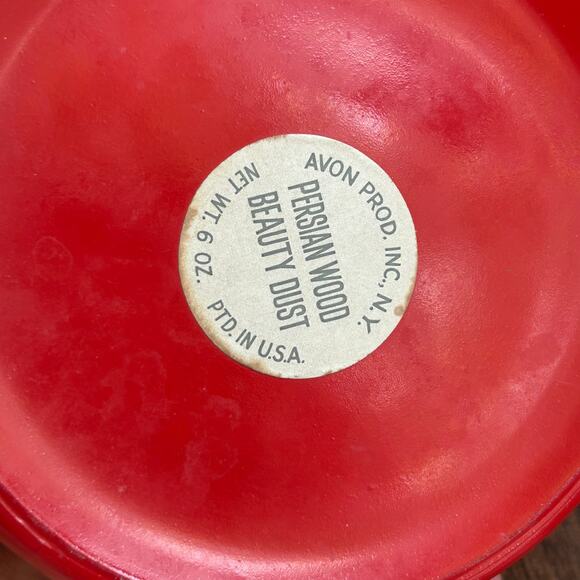 AVON PROD. INC., N.Y.
PERSIAN WOOD
BEAUTY DUST
NET WT. 6 OZ.
PTD. IN U.S.A.